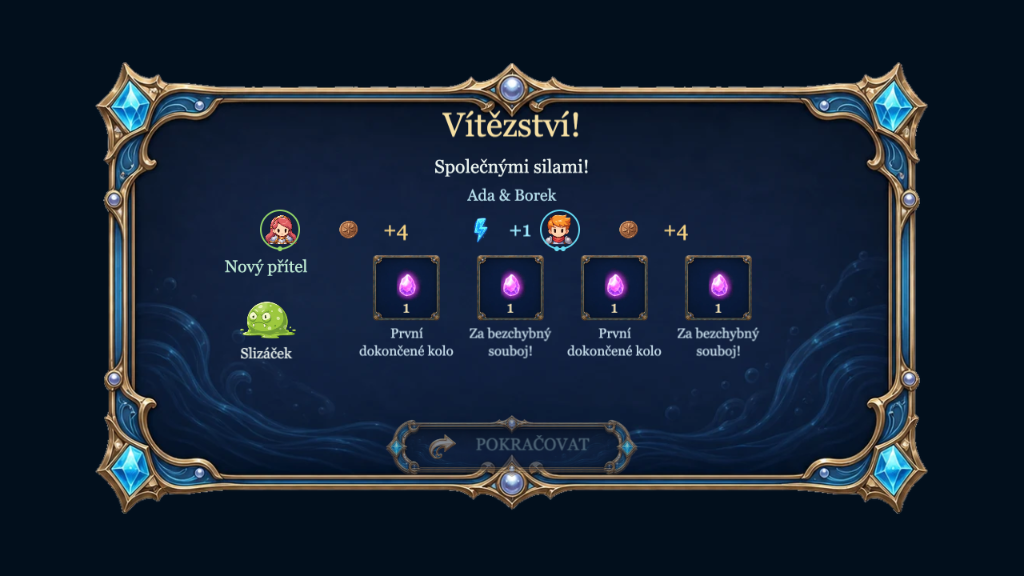 Vítězství!
Společnými silami!
Ada & Borek
+4 +1 +4
Nový přítel
1 1 1 1
První Za bezchybný První Za bezchybný
dokončené kolo souboj! dokončené kolo souboj!
Slizáček
POKRAČOVAT